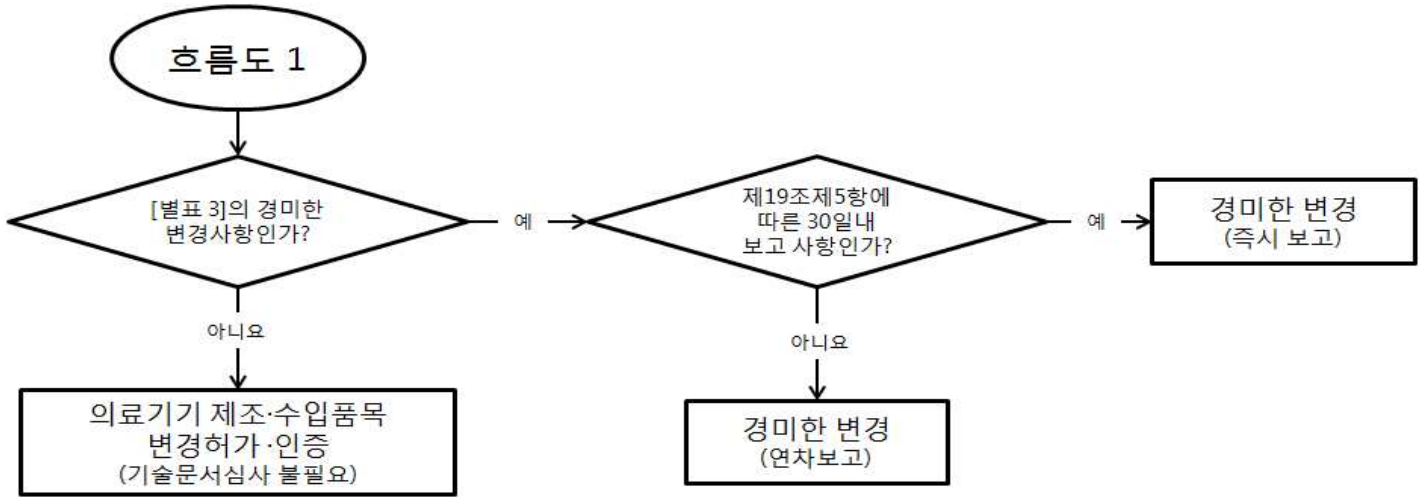 흐름도 1
[별표 3]의 경미한
변경사항인가?
예
제19조제5항에
따른 30일내
보고 사항인가?
예
경미한 변경
(즉시 보고)
아니요
아니요
의료기기 제조·수입품목
변경허가·인증
(기술문서심사 불필요)
경미한 변경
(연차보고)